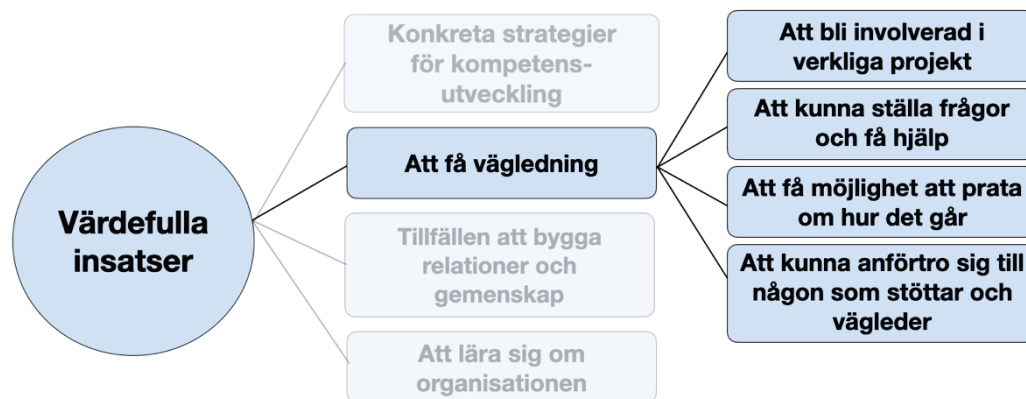 Värdefulla
insatser
Konkreta strategier
för kompetens-
utveckling
Att få vägledning
Tillfällen att bygga
relationer och
gemenskap
Att lära sig om
organisationen
Att bli involverad i
verkliga projekt
Att kunna ställa frågor
och få hjälp
Att få möjlighet att prata
om hur det går
Att kunna anförtro sig till
någon som stöttar och
vägleder